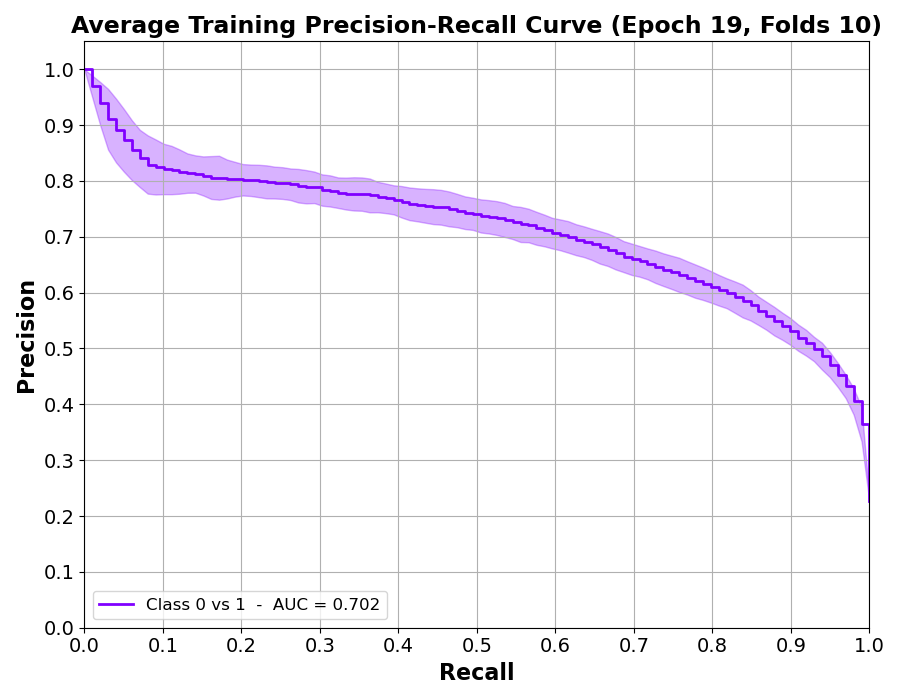 Average Training Precision-Recall Curve (Epoch 19, Folds 10)
1.0
0.9
0.8
0.7
0.6
0.5
0.4
0.3
0.2
0.1
0.0
Precision
Class 0 vs 1 - AUC = 0.702
0.0 0.1 0.2 0.3 0.4 0.5 0.6 0.7 0.8 0.9 1.0
Recall